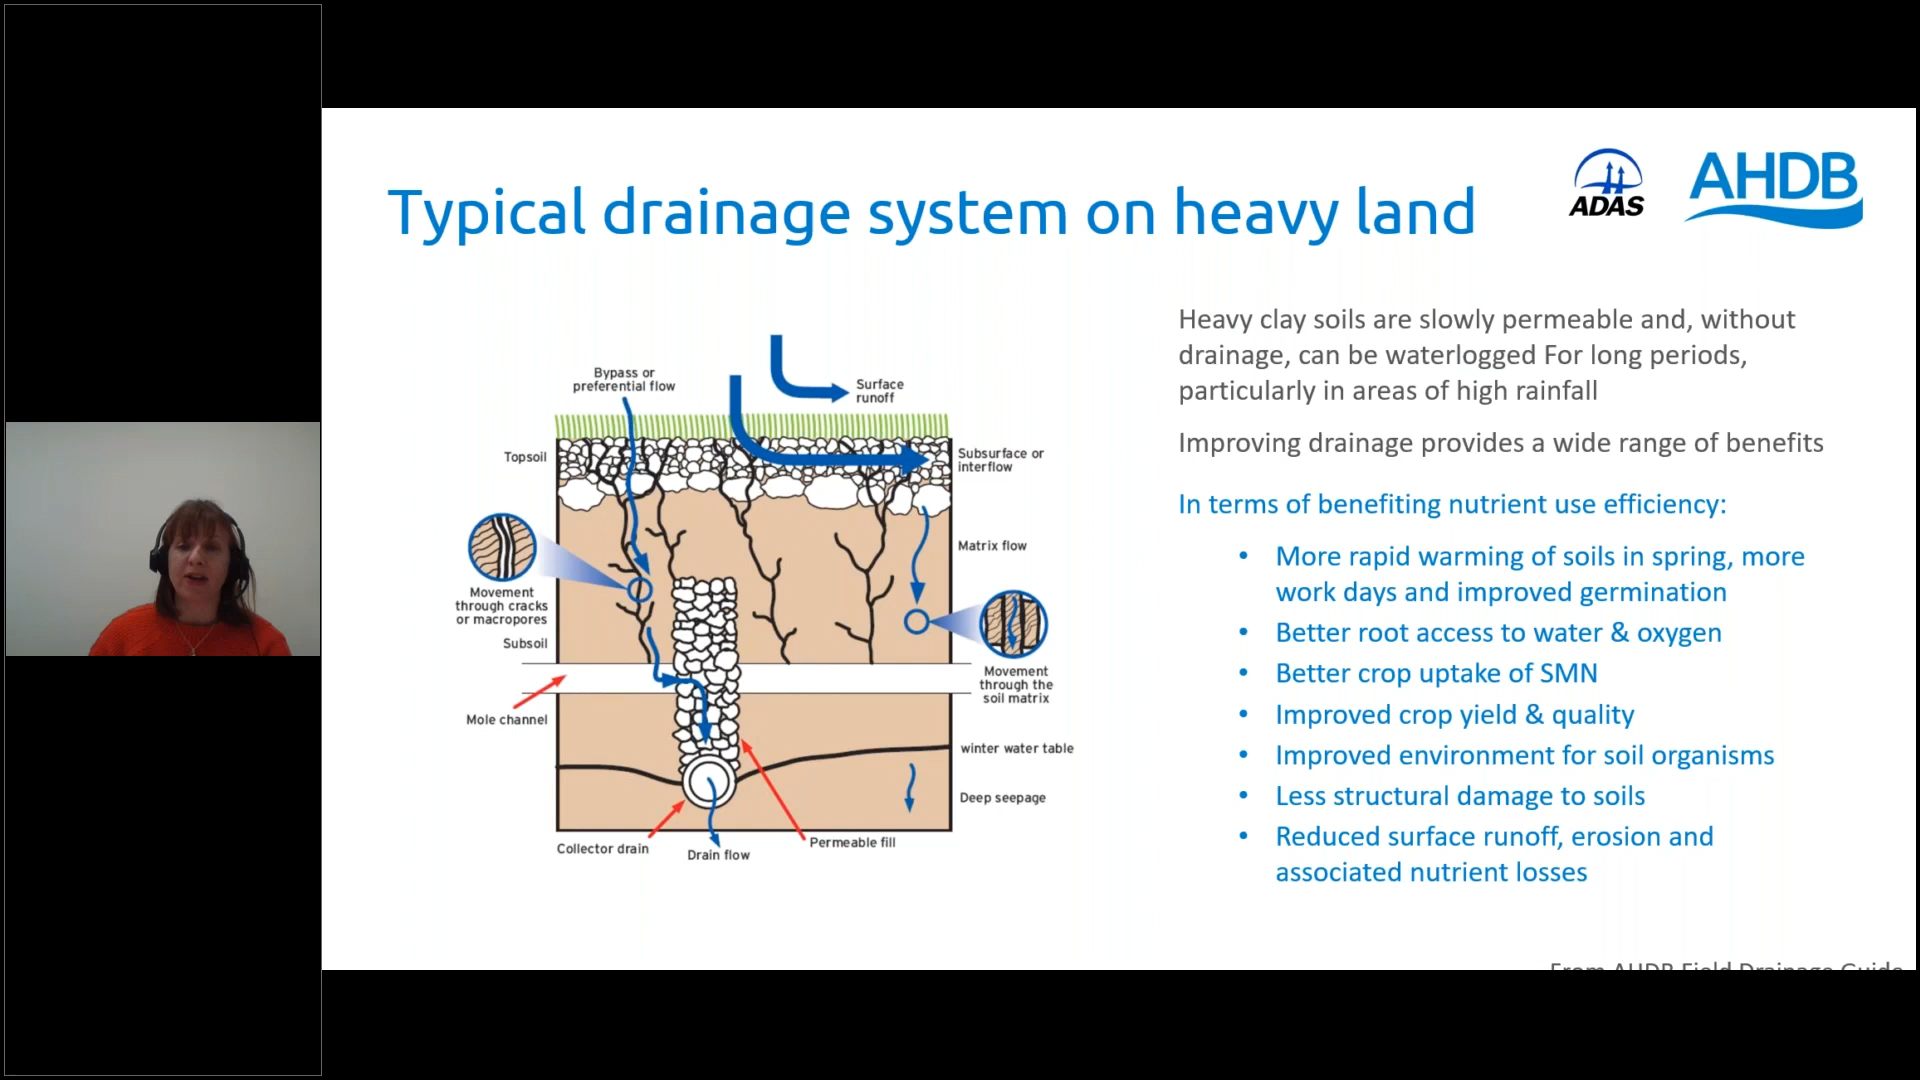 Typical drainage system on heavy land
ADAS
AHDB
Bypass or
preferential flow
Surface
runoff
Topsoil
Subsurface or
interflow
Matrix flow
Movement
through cracks
or macropores
Subsoil
Movement
through the
soil matrix
Mole channel
winter water table
Deep seepage
Collector drain
Drain flow
Permeable fill
Heavy clay soils are slowly permeable and, without
drainage, can be waterlogged For long periods,
particularly in areas of high rainfall
Improving drainage provides a wide range of benefits
In terms of benefiting nutrient use efficiency:
• More rapid warming of soils in spring, more
work days and improved germination
• Better root access to water & oxygen
• Better crop uptake of SMN
• Improved crop yield & quality
• Improved environment for soil organisms
• Less structural damage to soils
• Reduced surface runoff, erosion and
associated nutrient losses
From AHDB Field Drainage Guide